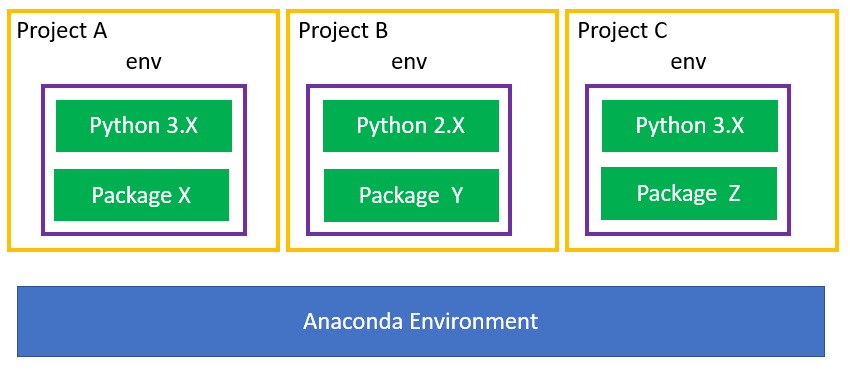 Project A
env
Python 3.X
Package X
Project B
env
Python 2.X
Package Y
Project C
env
Python 3.X
Package Z
Anaconda Environment